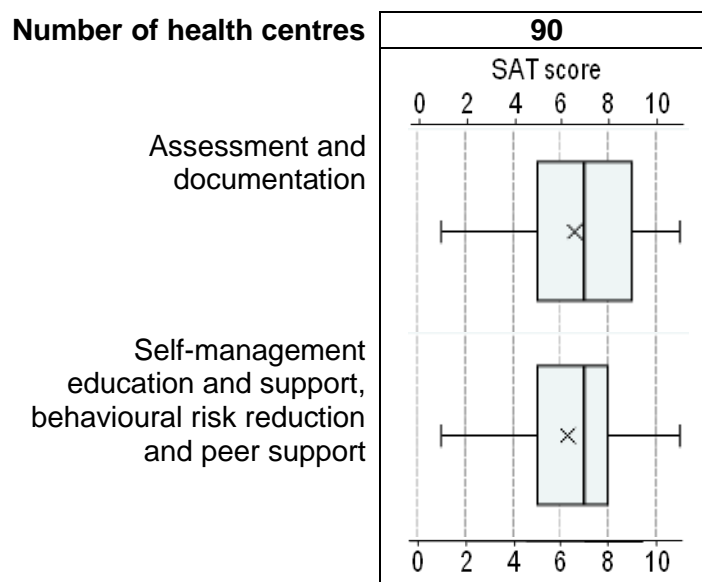 Number of health centres 90
SAT score
0 2 4 6 8 10
Assessment and
documentation
Self-management
education and support,
behavioural risk reduction
and peer support
0 2 4 6 8 10